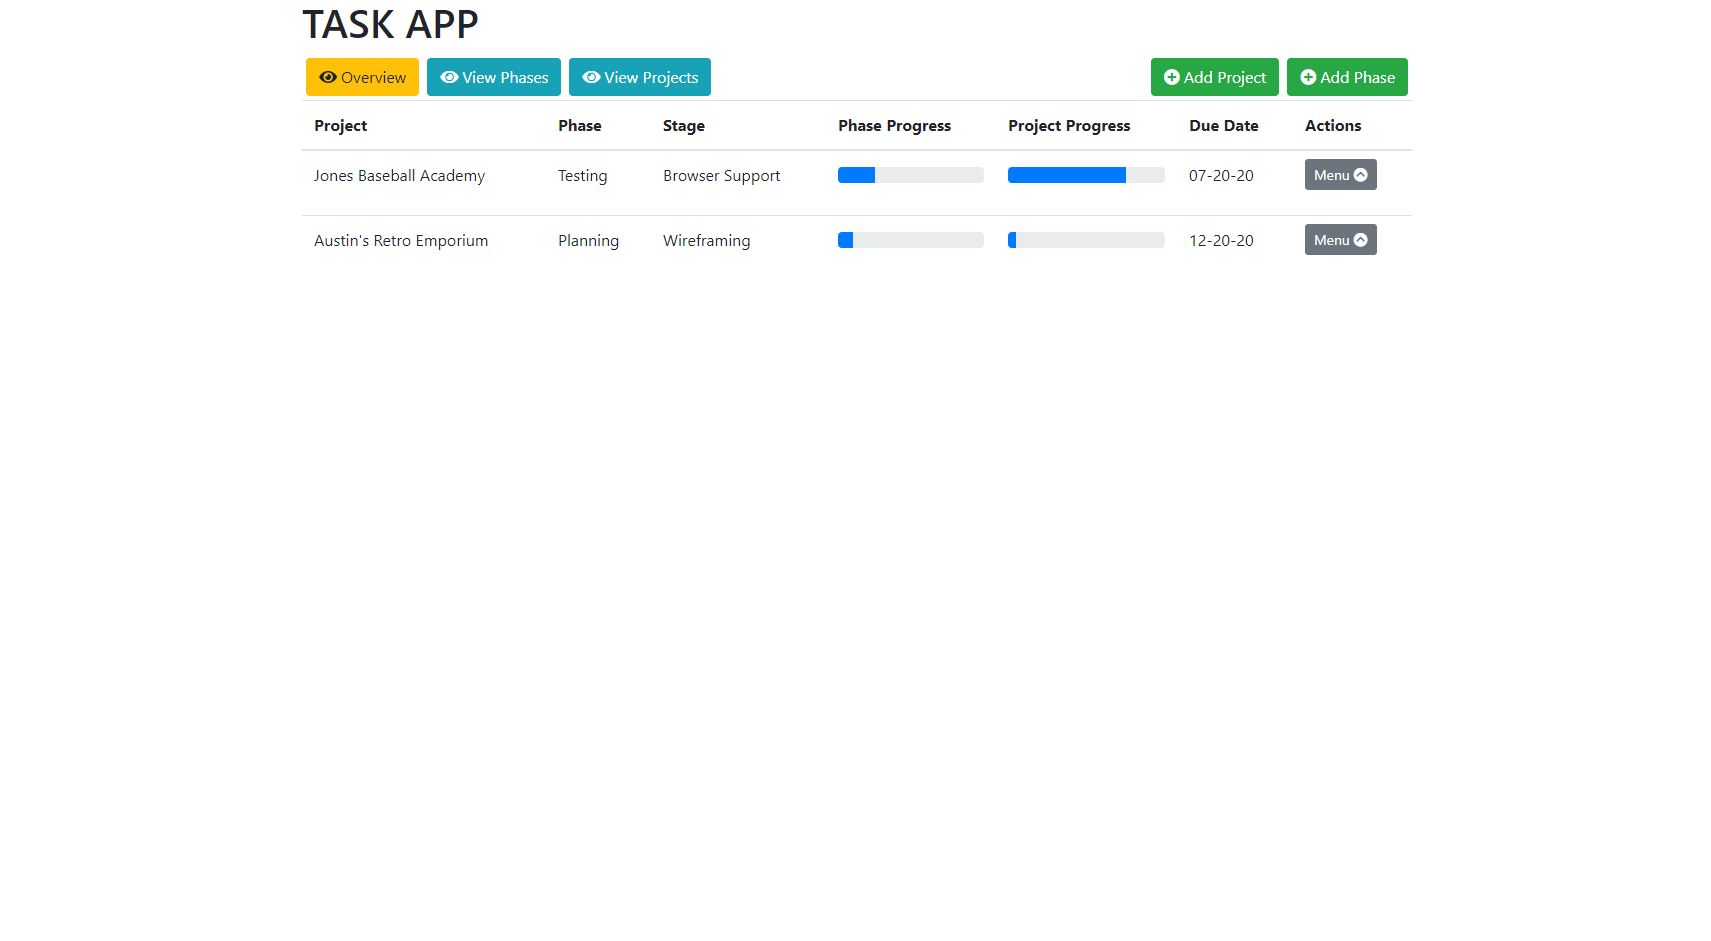 TASK APP
Overview View Phases View Projects Add Project Add Phase
Project Phase Stage Phase Progress Project Progress Due Date Actions
Jones Baseball Academy Testing Browser Support 07-20-20 Menu
Austin's Retro Emporium Planning Wireframing 12-20-20 Menu